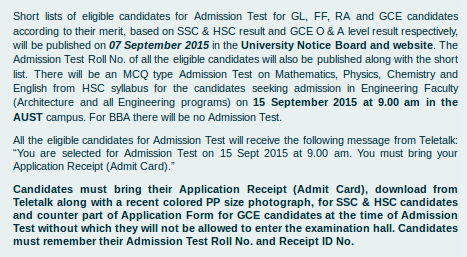 Short lists of eligible candidates for Admission Test for GL, FF, RA and GCE candidates
according to their merit, based on SSC & HSC result and GCE O & A level result respectively,
will be published on 07 September 2015 in the University Notice Board and website. The
Admission Test Roll No. of all the eligible candidates will also be published along with the short
list. There will be an MCQ type Admission Test on Mathematics, Physics, Chemistry and
English from HSC syllabus for the candidates seeking admission in Engineering Faculty
(Architecture and all Engineering programs) on 15 September 2015 at 9.00 am in the
AUST campus. For BBA there will be no Admission Test.
All the eligible candidates for Admission Test will receive the following message from Teletalk:
"You are selected for Admission Test on 15 Sept 2015 at 9.00 am. You must bring your
Application Receipt (Admit Card)."
Candidates must bring their Application Receipt (Admit Card), download from
Teletalk along with a recent colored PP size photograph, for SSC & HSC candidates
and counter part of Application Form for GCE candidates at the time of Admission
Test without which they will not be allowed to enter the examination hall. Candidates
must remember their Admission Test Roll No. and Receipt ID No.